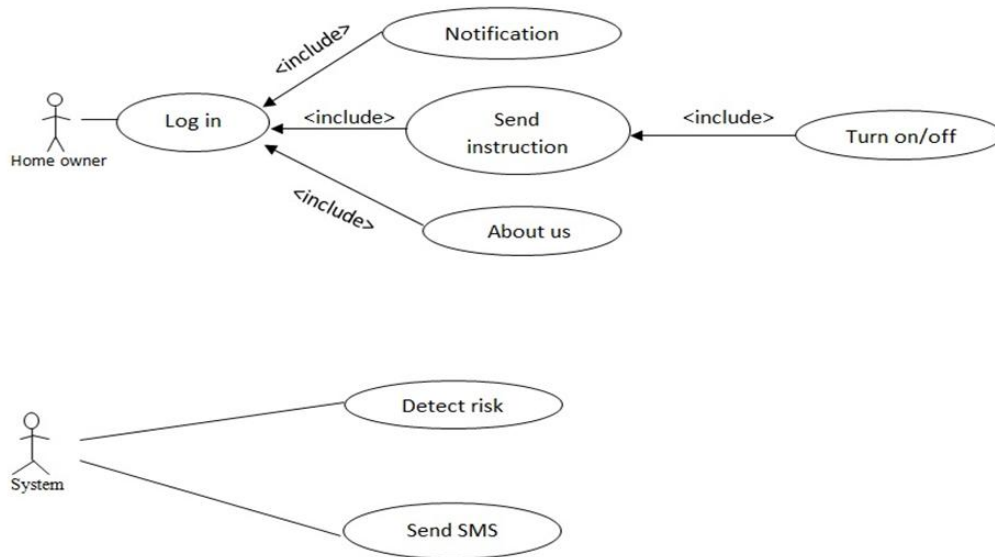 Notification
<include>
Log in
<include>
Send
instruction
<include>
Turn on/off
Home owner
<include>
About us
Detect risk
System
Send SMS